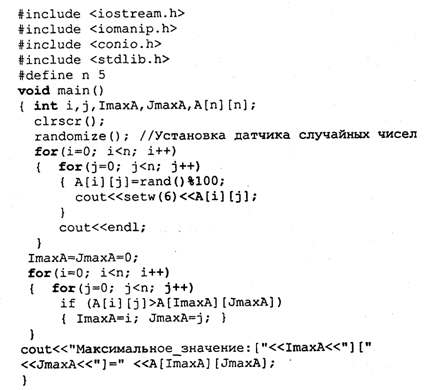 #include <iostream.h>
#include <iomanip.h>
#include <conio.h>
#include <stdlib.h>
#define n 5
void main()
{ int i,j,ImaxA,JmaxA,A[n][n];
clrscr();
randomize(); //Установка датчика случайных чисел
for(i=0; i<n; i++)
{ for(j=0; j<n; j++)
{ A[i][j]=rand()%100;
cout<<setw(6)<<A[i][j];
}
cout<<endl;
}
ImaxA=JmaxA=0;
for(i=0; i<n; i++)
{ for(j=0; j<n; j++)
if (A[i][j]>A[ImaxA][JmaxA])
{ ImaxA=i; JmaxA=j; }
}
cout<<"Максимальное_значение:["<<ImaxA<<"]["
<<JmaxA<<"]=" <<A[ImaxA][JmaxA];
}